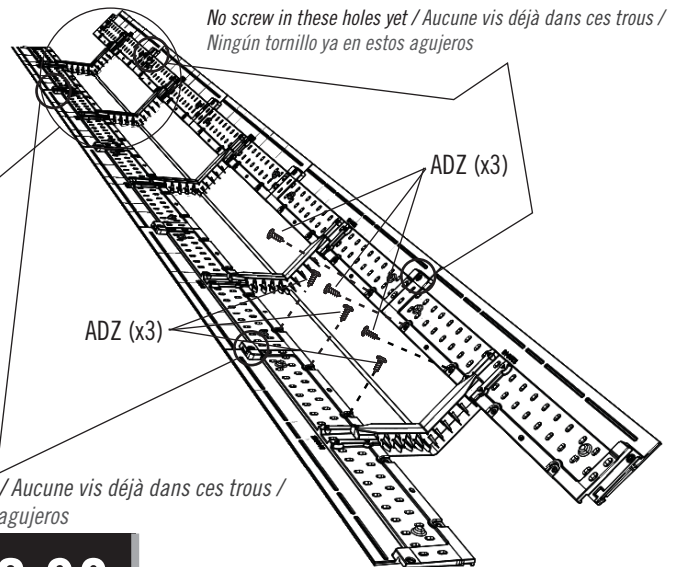 No screw in these holes yet / Aucune vis déjà dans ces trous /
Ningún tornillo ya en estos agujeros
ADZ (x3)
ADZ (x3)
/ Aucune vis déjà dans ces trous /
agujeros